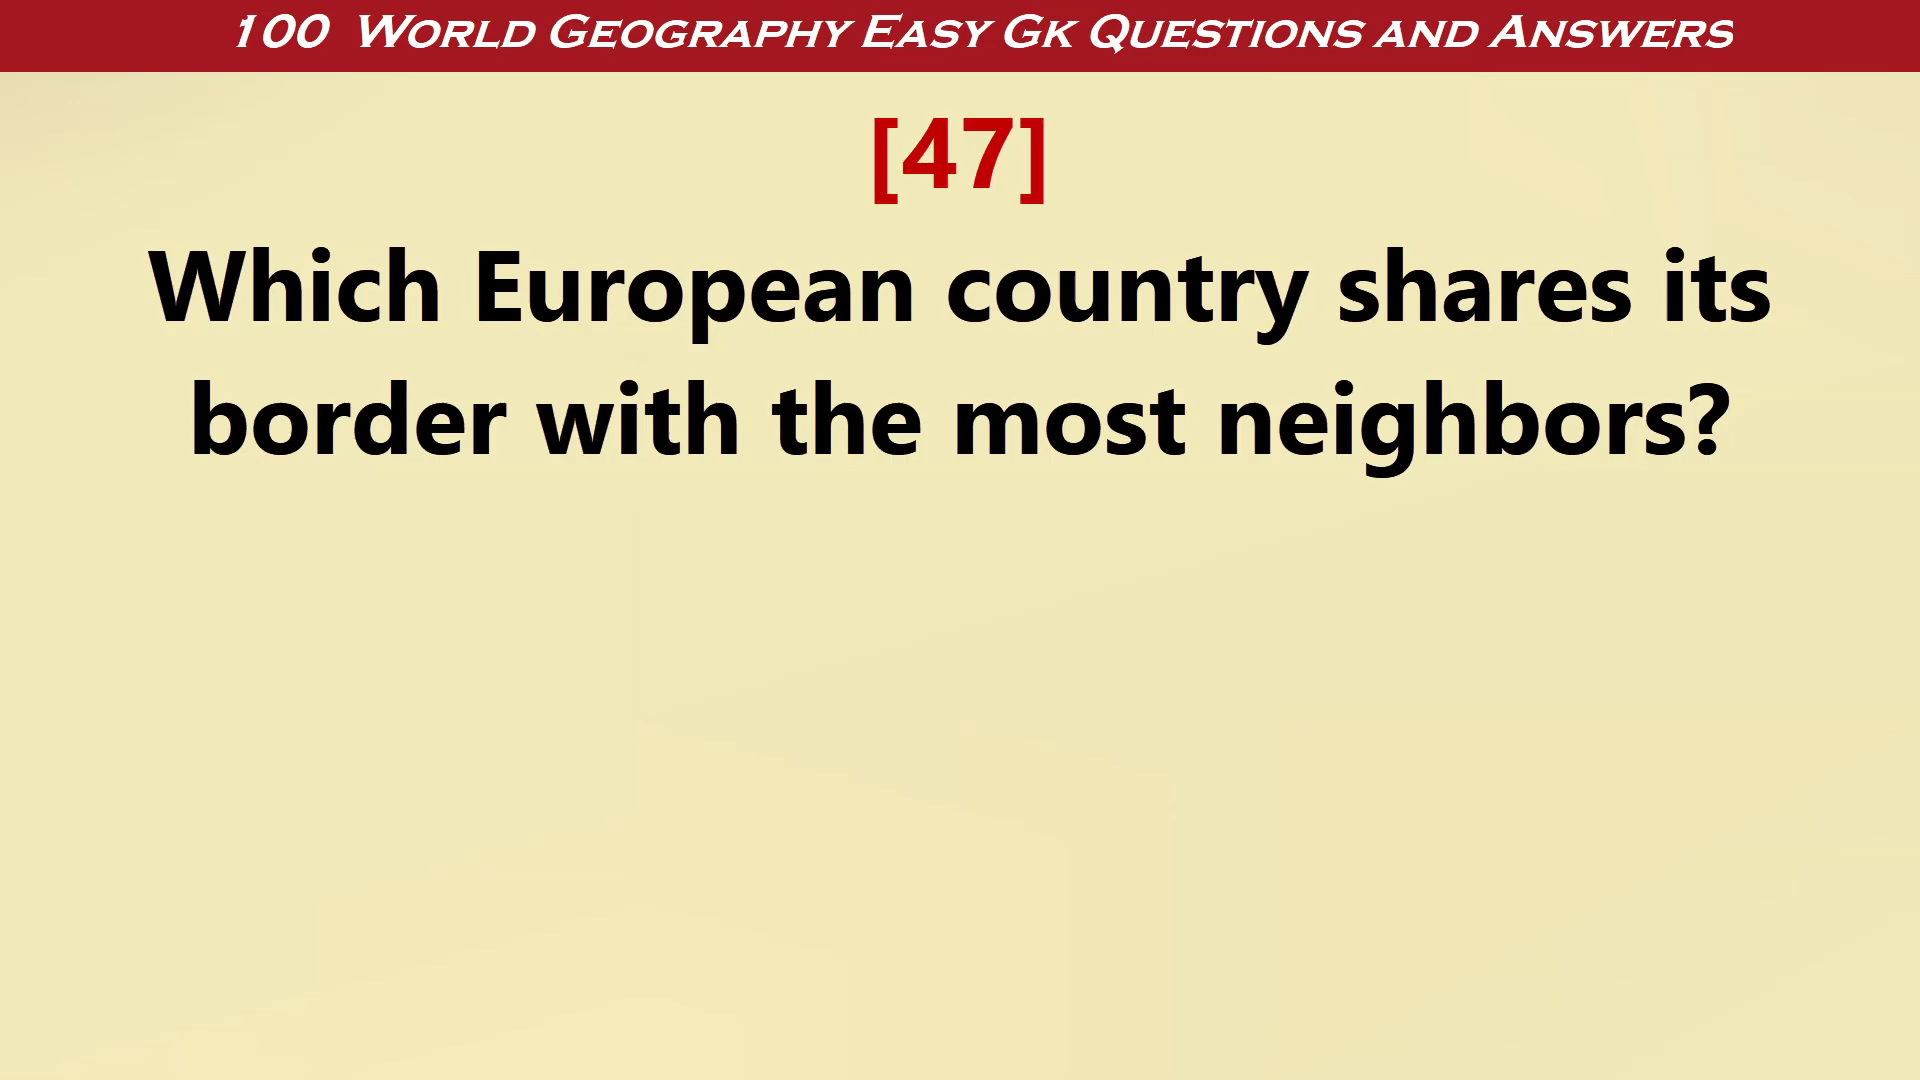 100 World Geography Easy Gk Questions and Answers
[47]
Which European country shares its
border with the most neighbors?